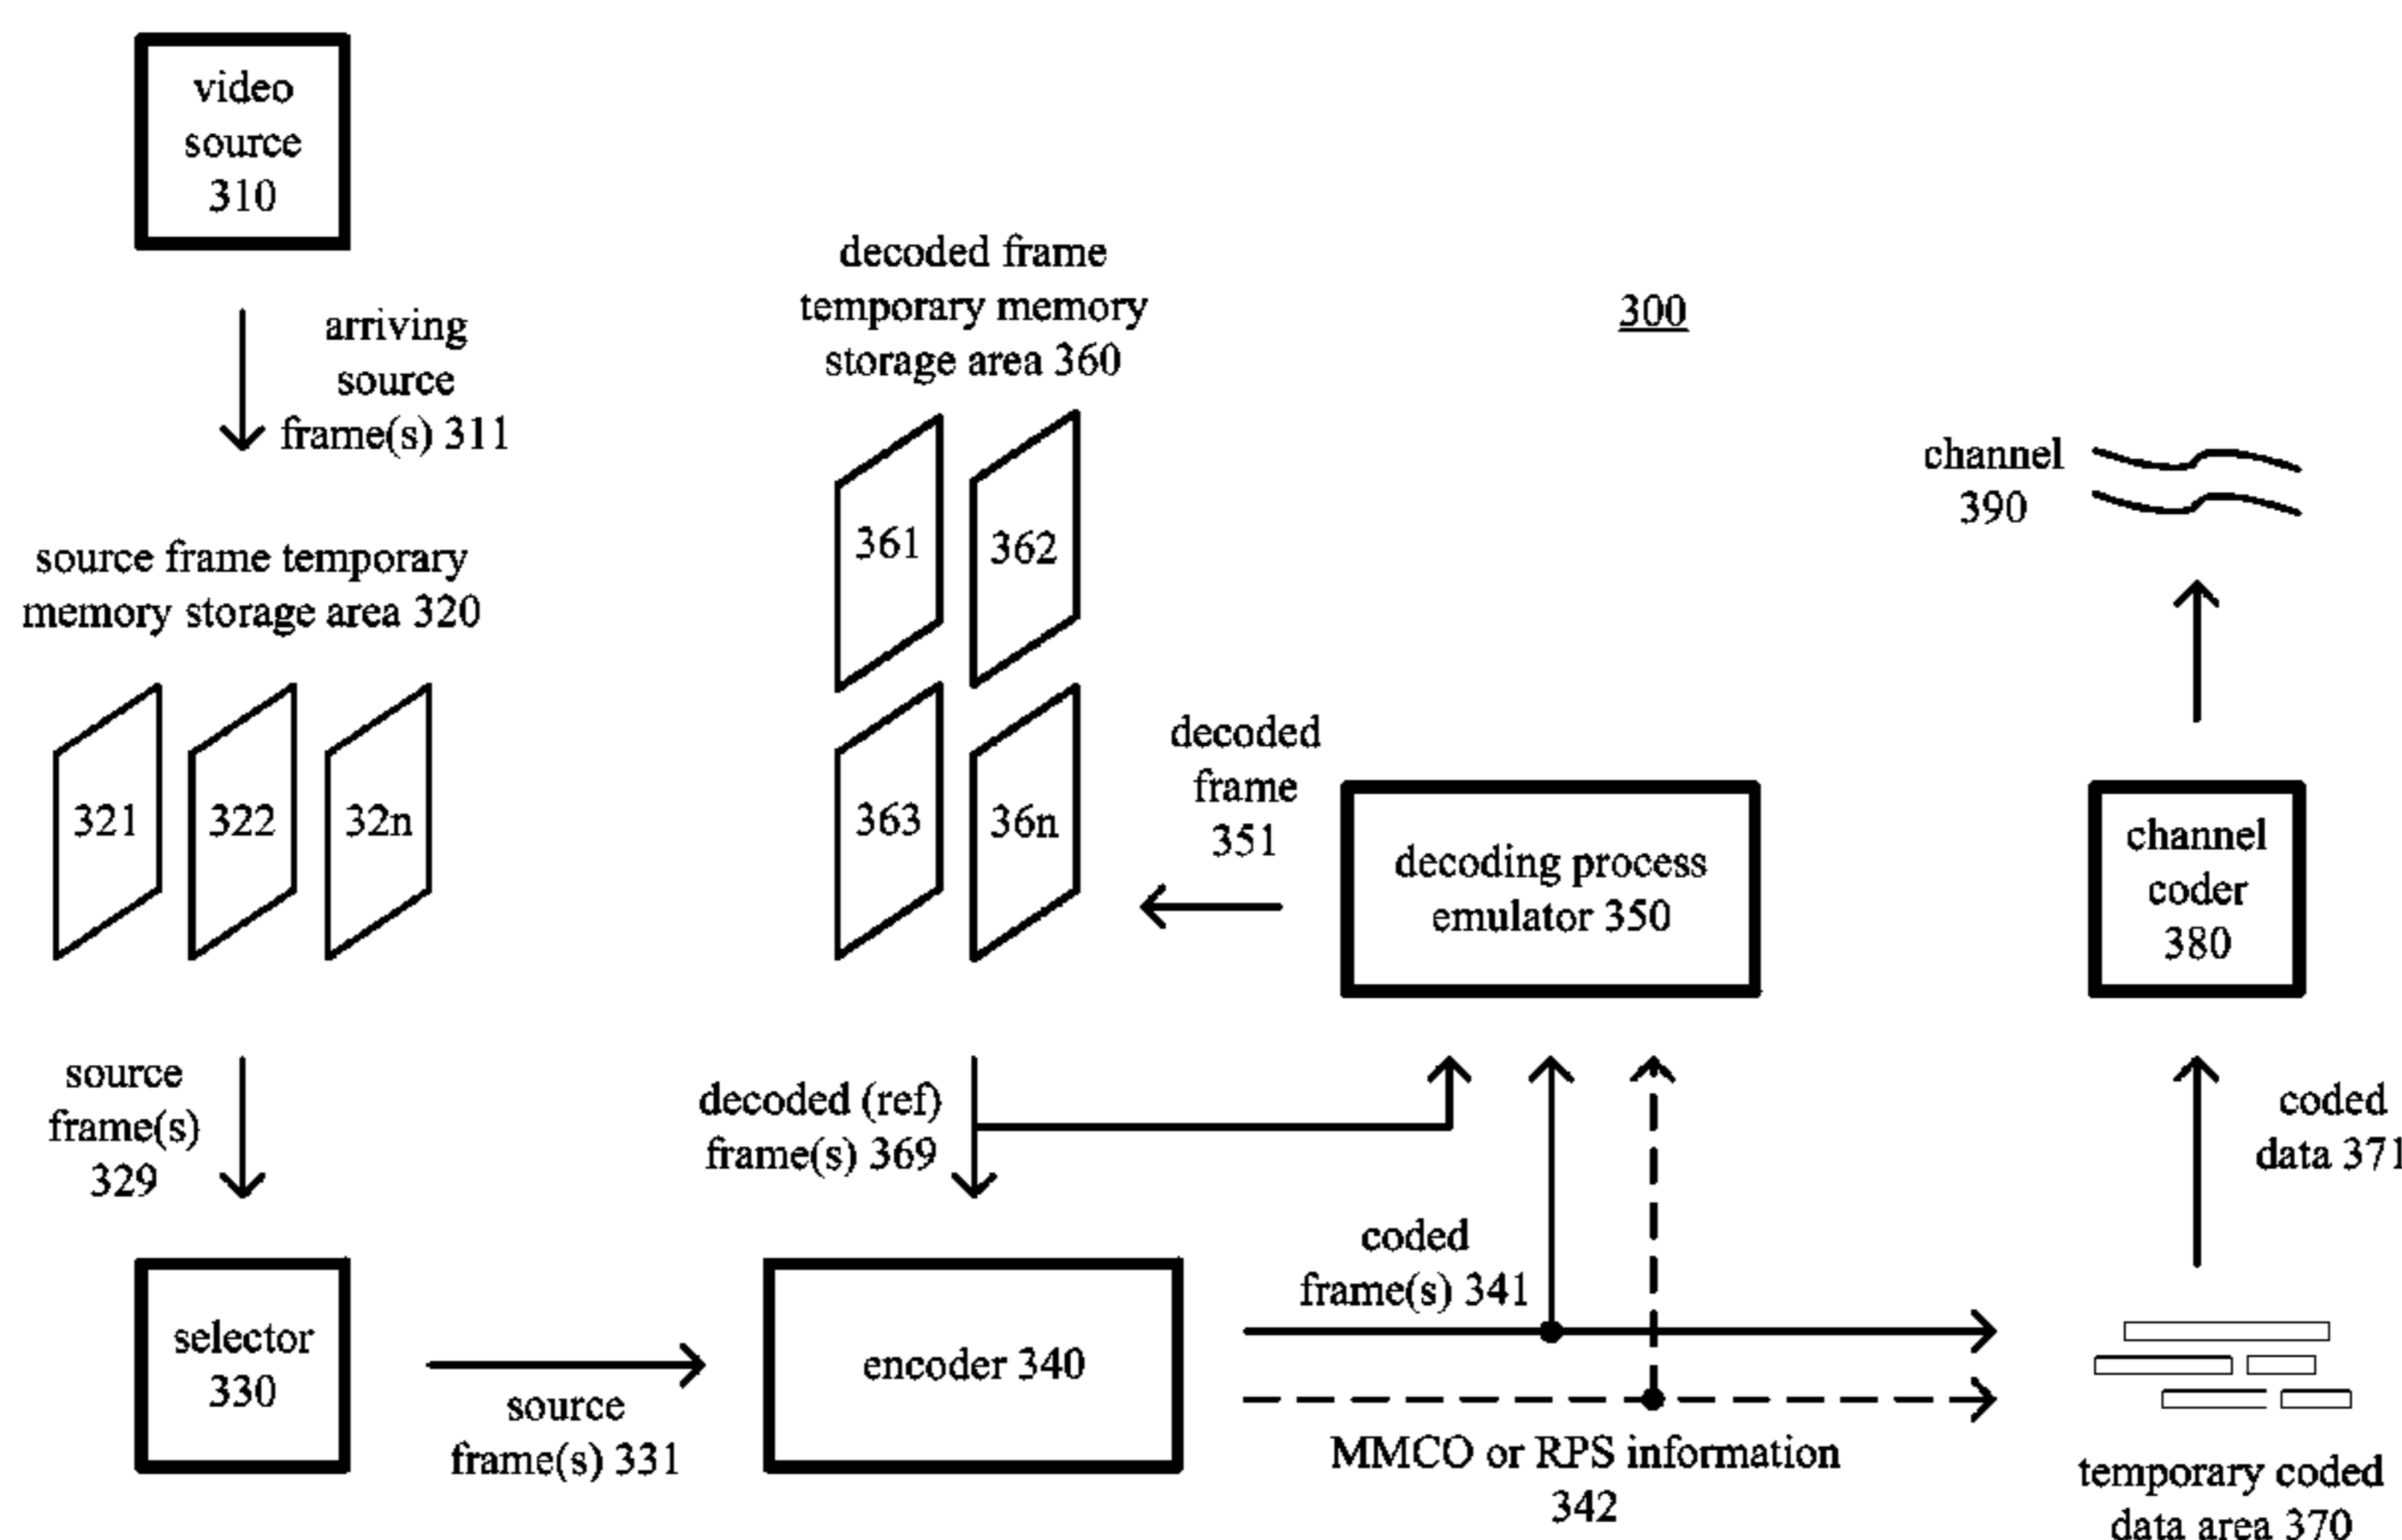 video
source
310
arriving
source
frame(s) 311
source frame temporary
memory storage area 320
321
322
32n
source
frame(s)
329
selector
330
source
frame(s) 331
decoded frame
temporary memory
storage area 360
361
362
363
36n
decoded
frame
351
decoding process
emulator 350
decoded (ref)
frame(s) 369
encoder 340
coded
frame(s) 341
MMCO or RPS information
342
300
channel
390
channel
coder
380
coded
data 371
temporary coded
data area 370